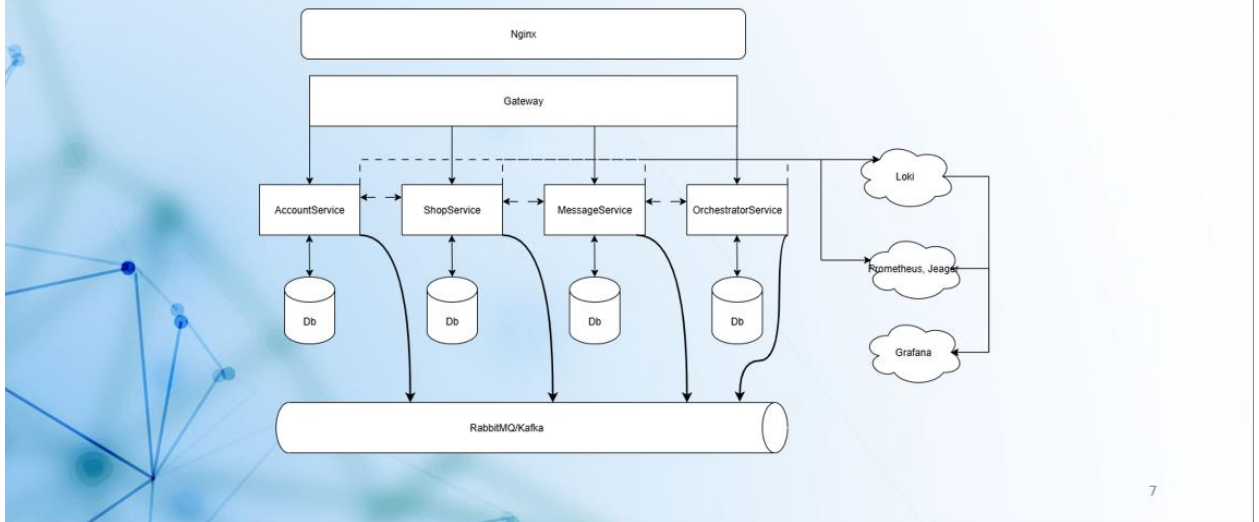 Nginx
Gateway
Loki
AccountService
ShopService
MessageService
OrchestratorService
Prometheus, Jeager
Db
Db
Db
Db
Grafana
RabbitMQ/Kafka
7